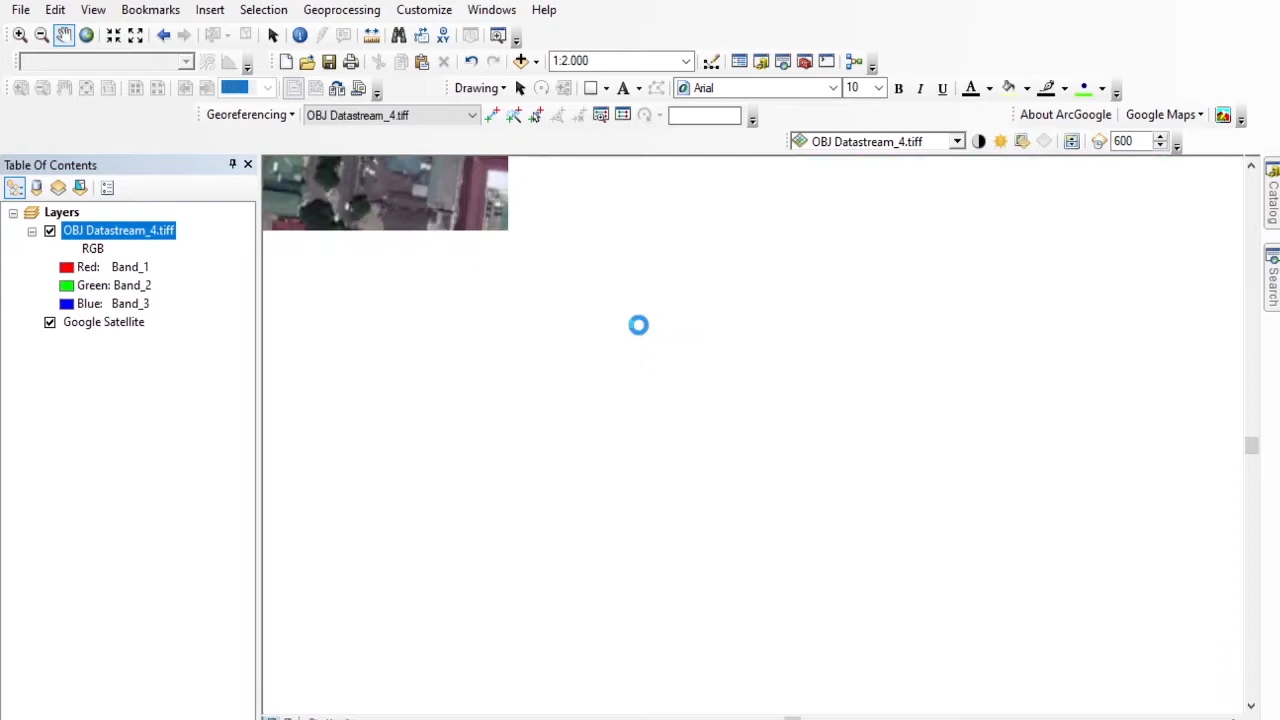 File Edit View Bookmarks Insert Selection Geoprocessing Customize Windows Help
1:2.000
Drawing Arial 10 B I U A
Georeferencing OBJ Datastream_4.tiff About ArcGoogle Google Maps
OBJ Datastream_4.tiff 600
Table Of Contents
Layers
OBJ Datastream_4.tiff
RGB
Red: Band_1
Green: Band_2
Blue: Band_3
Google Satellite
Catalog
Search